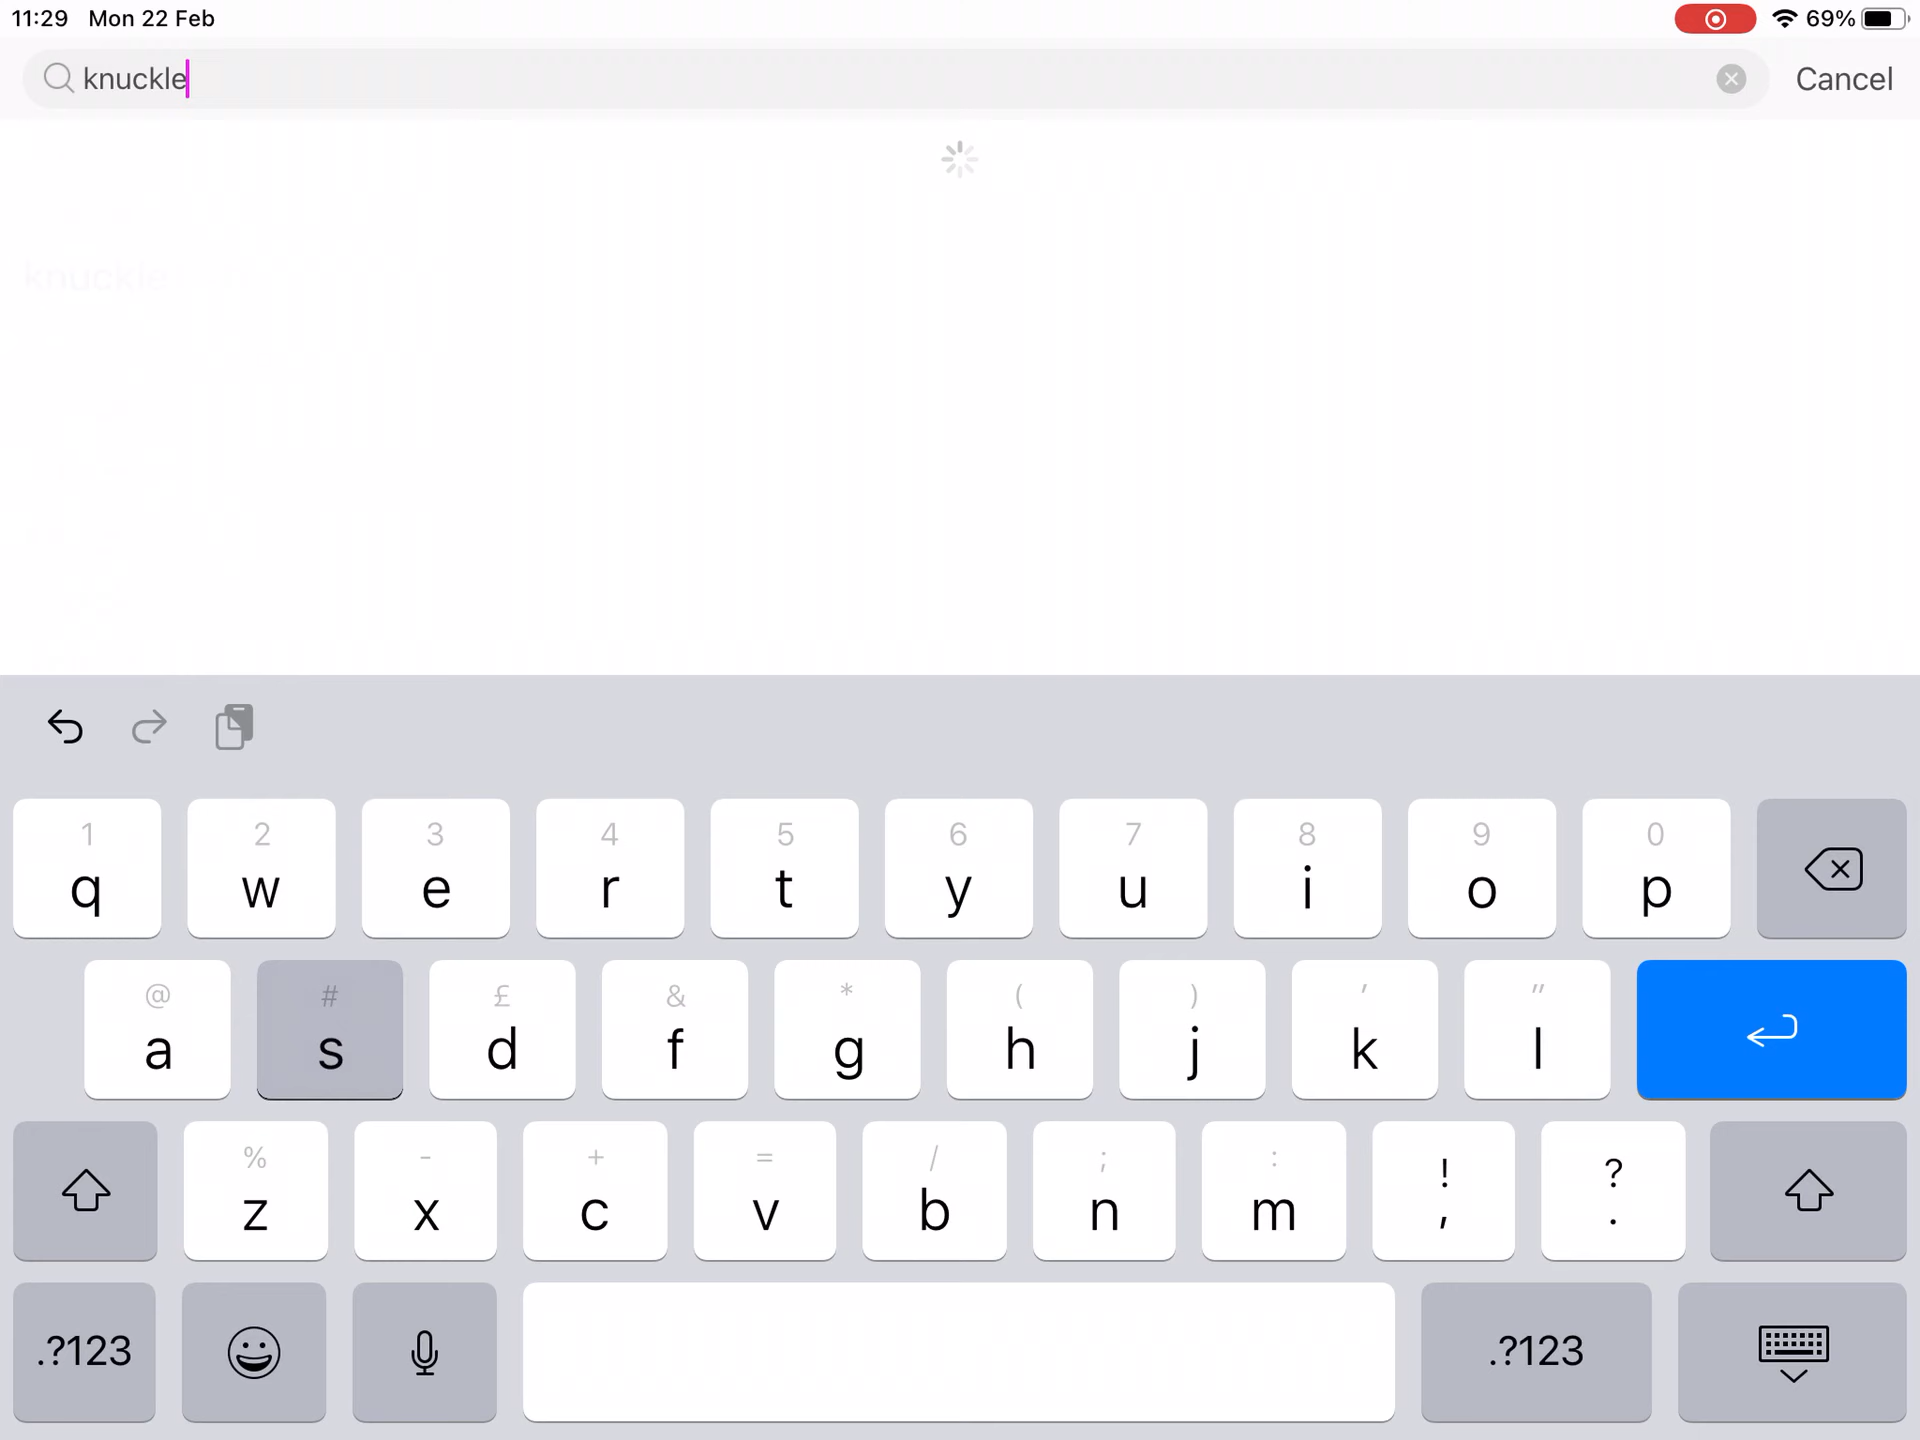 11:29 Mon 22 Feb 69%
knuckle Cancel
knuckle
1 2 3 4 5 6 7 8 9 0
q w e r t y u i o p
@ # £ & * ( ) ' "
a s d f g h j k l
% - + = / ; : ! ?
z x c v b n m , .
.?123 .?123